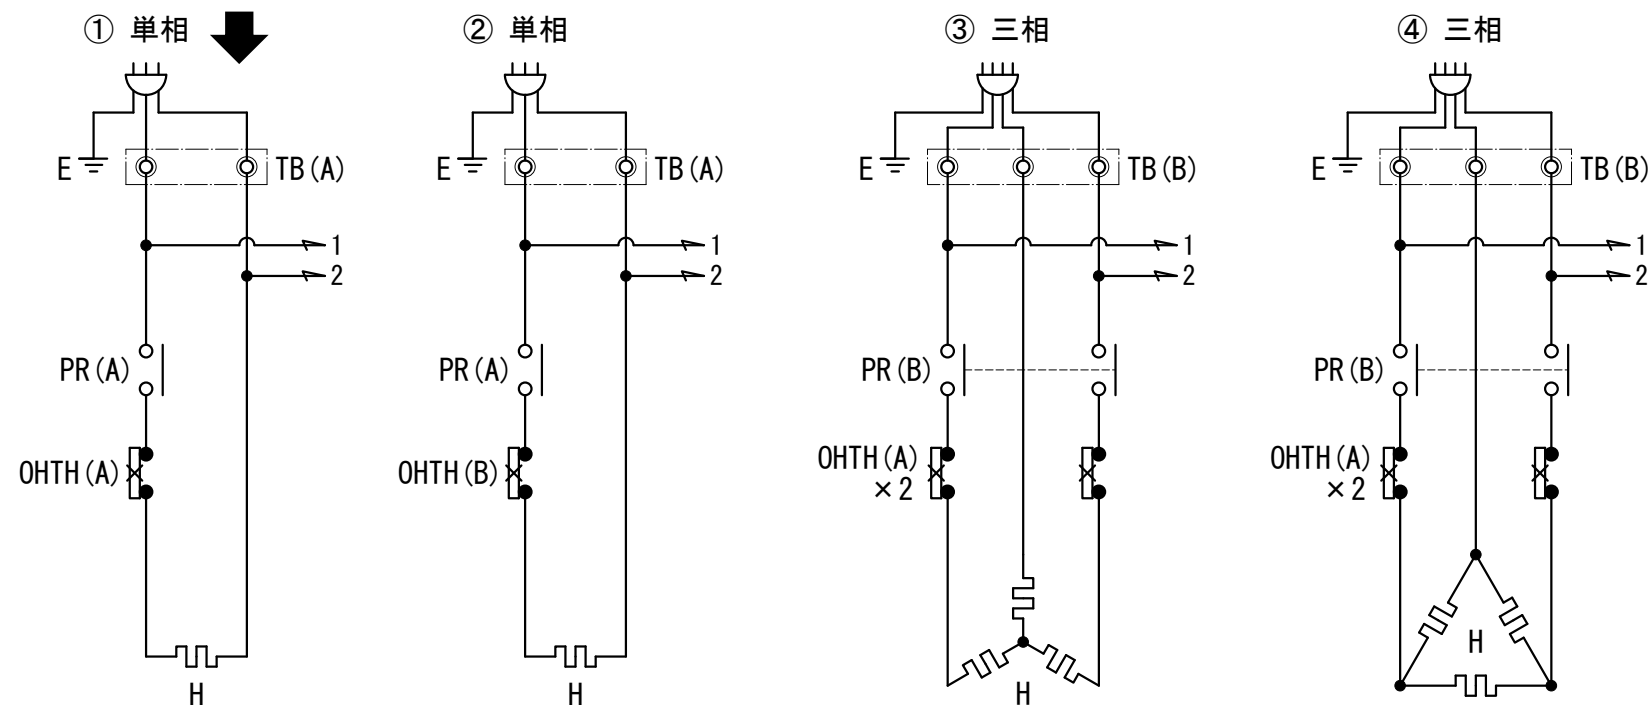 ① 単相
② 単相
③ 三相
④ 三相
E
TB(A)
E
TB(A)
E
TB(B)
E
TB(B)
1
1
1
1
2
2
2
2
PR(A)
PR(A)
PR(B)
PR(B)
OHTH(A)
OHTH(B)
OHTH(A)
×2
OHTH(A)
×2
H
H
H
H